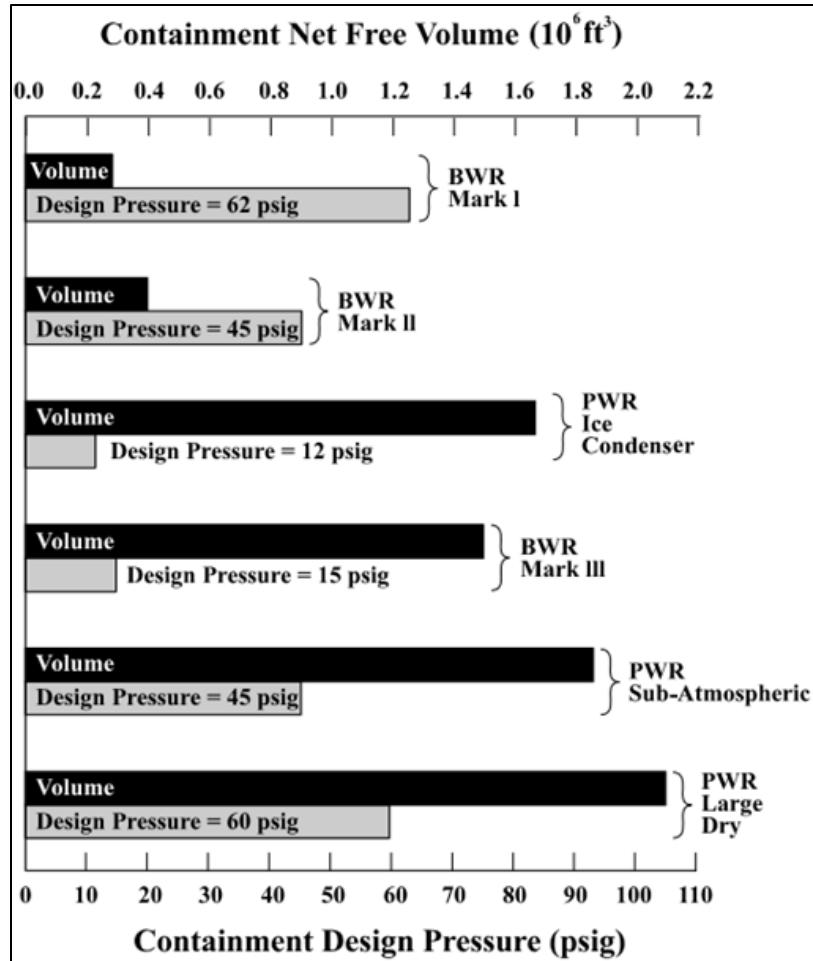 Containment Net Free Volume (10⁶ft³)
0.0 0.2 0.4 0.6 0.8 1.0 1.2 1.4 1.6 1.8 2.0 2.2
Volume
Design Pressure = 62 psig
BWR
Mark l
Volume
Design Pressure = 45 psig
BWR
Mark ll
Volume
Design Pressure = 12 psig
PWR
Ice
Condenser
Volume
Design Pressure = 15 psig
BWR
Mark lll
Volume
Design Pressure = 45 psig
PWR
Sub-Atmospheric
Volume
Design Pressure = 60 psig
PWR
Large
Dry
0 10 20 30 40 50 60 70 80 90 100 110
Containment Design Pressure (psig)